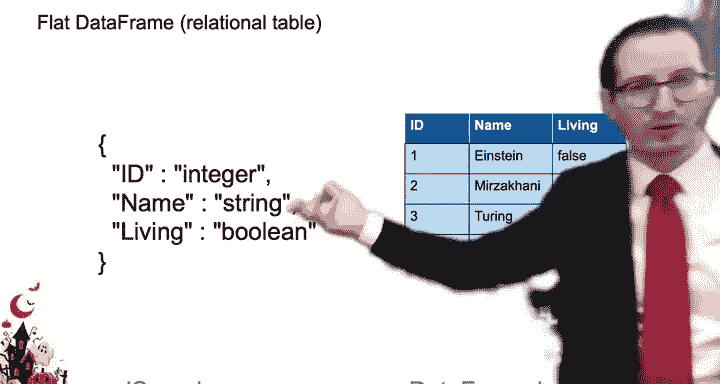 Flat DataFrame (relational table)
{
"ID" : "integer",
"Name" : "string"
"Living" : "boolean"
}
ID Name Living
1 Einstein false
2 Mirzakhani
3 Turing